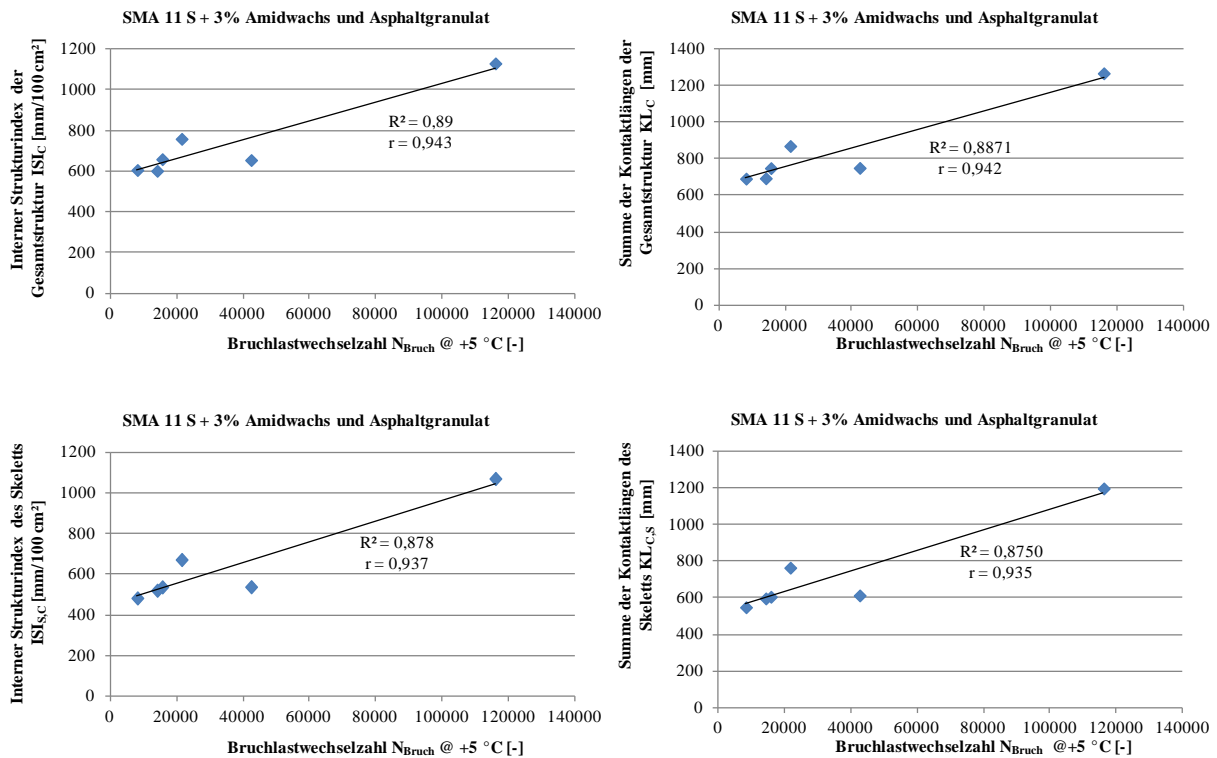 SMA 11 S + 3% Amidwachs und Asphaltgranulat
Interner Strukturindex der
Gesamtstruktur ISI_C [mm/100 cm²]
1200
1000
800
600
400
200
0
R² = 0,89
r = 0,943
0 20000 40000 60000 80000 100000 120000 140000
Bruchlastwechselzahl N_Bruch @ +5 °C [-]
SMA 11 S + 3% Amidwachs und Asphaltgranulat
Summe der Kontaktlängen der
Gesamtstruktur KL_C [mm]
1400
1200
1000
800
600
400
200
0
R² = 0,8871
r = 0,942
0 20000 40000 60000 80000 100000 120000 140000
Bruchlastwechselzahl N_Bruch @ +5 °C [-]
SMA 11 S + 3% Amidwachs und Asphaltgranulat
Interner Strukturindex des Skeletts
ISI_S,C [mm/100 cm²]
1200
1000
800
600
400
200
0
R² = 0,878
r = 0,937
0 20000 40000 60000 80000 100000 120000 140000
Bruchlastwechselzahl N_Bruch @ +5 °C [-]
SMA 11 S + 3% Amidwachs und Asphaltgranulat
Summe der Kontaktlängen des
Skeletts KL_C,S [mm]
1400
1200
1000
800
600
400
200
0
R² = 0,8750
r = 0,935
0 20000 40000 60000 80000 100000 120000 140000
Bruchlastwechselzahl N_Bruch @+5 °C [-]